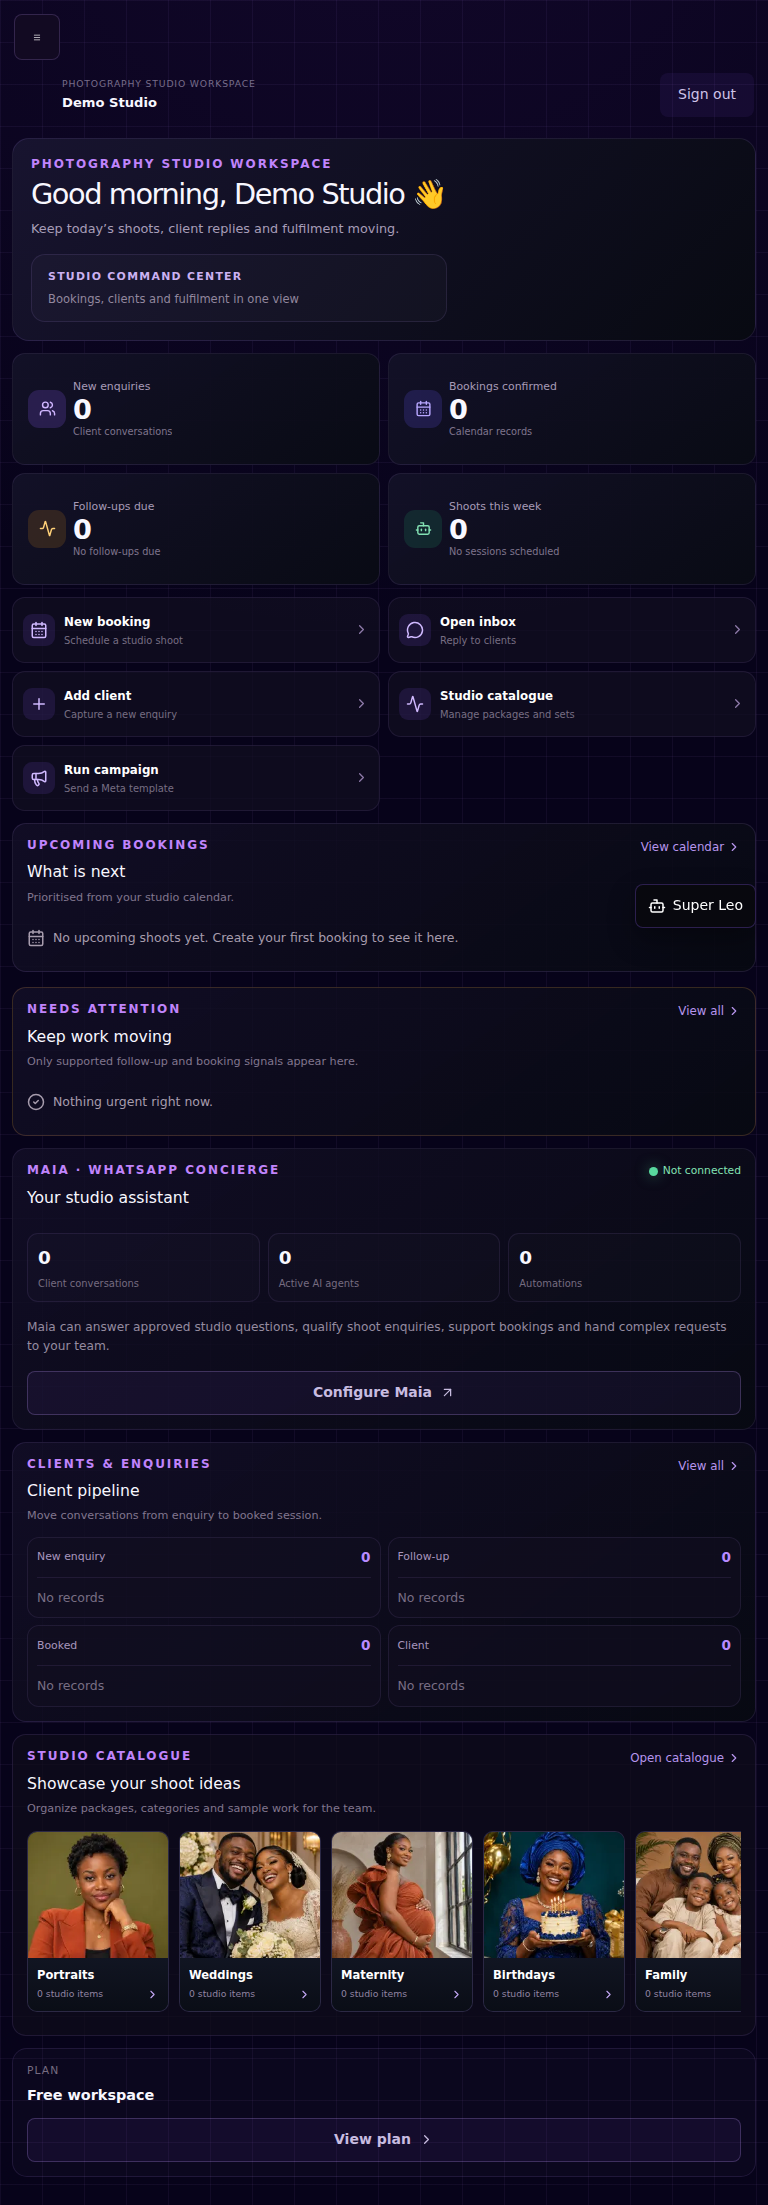 PHOTOGRAPHY STUDIO WORKSPACE
Demo Studio
Sign out
PHOTOGRAPHY STUDIO WORKSPACE
Good morning, Demo Studio 👋
Keep today’s shoots, client replies and fulfilment moving.
STUDIO COMMAND CENTER
Bookings, clients and fulfilment in one view
New enquiries
0
Client conversations
Bookings confirmed
0
Calendar records
Follow-ups due
0
No follow-ups due
Shoots this week
0
No sessions scheduled
New booking
Schedule a studio shoot
Open inbox
Reply to clients
Add client
Capture a new enquiry
Studio catalogue
Manage packages and sets
Run campaign
Send a Meta template
UPCOMING BOOKINGS
View calendar
What is next
Prioritised from your studio calendar.
Super Leo
No upcoming shoots yet. Create your first booking to see it here.
NEEDS ATTENTION
View all
Keep work moving
Only supported follow-up and booking signals appear here.
Nothing urgent right now.
MAIA · WHATSAPP CONCIERGE
Not connected
Your studio assistant
0
Client conversations
0
Active AI agents
0
Automations
Maia can answer approved studio questions, qualify shoot enquiries, support bookings and hand complex requests
to your team.
Configure Maia
CLIENTS & ENQUIRIES
View all
Client pipeline
Move conversations from enquiry to booked session.
New enquiry 0
No records
Follow-up 0
No records
Booked 0
No records
Client 0
No records
STUDIO CATALOGUE
Open catalogue
Showcase your shoot ideas
Organize packages, categories and sample work for the team.
Portraits
0 studio items
Weddings
0 studio items
Maternity
0 studio items
Birthdays
0 studio items
Family
0 studio items
PLAN
Free workspace
View plan